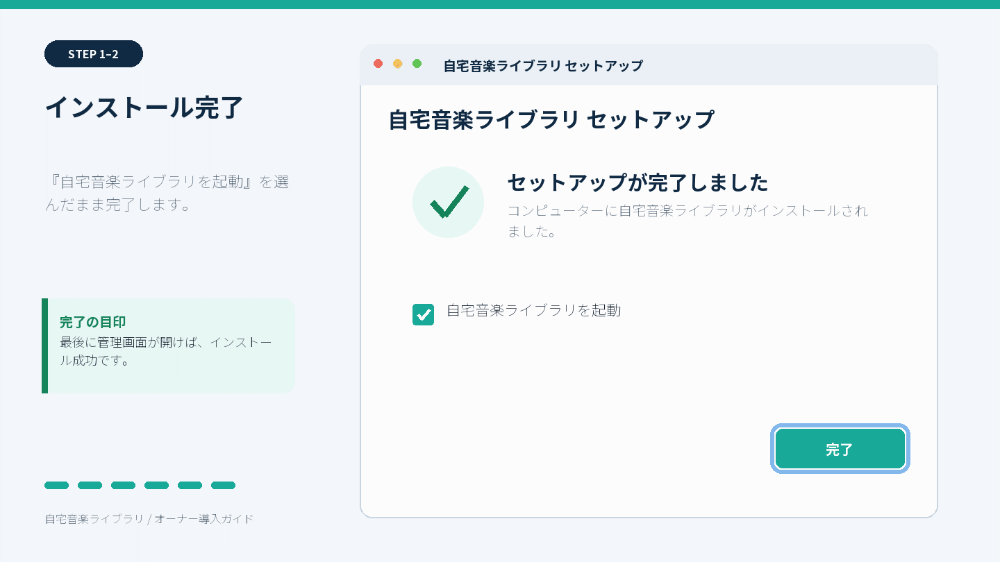 STEP 1–2
インストール完了
『自宅音楽ライブラリを起動』を選
んだまま完了します。
完了の目印
最後に管理画面が開けば、インストー
ル成功です。
自宅音楽ライブラリ / オーナー導入ガイド
自宅音楽ライブラリ セットアップ
自宅音楽ライブラリ セットアップ
セットアップが完了しました
コンピューターに自宅音楽ライブラリがインストールされ
ました。
自宅音楽ライブラリを起動
完了